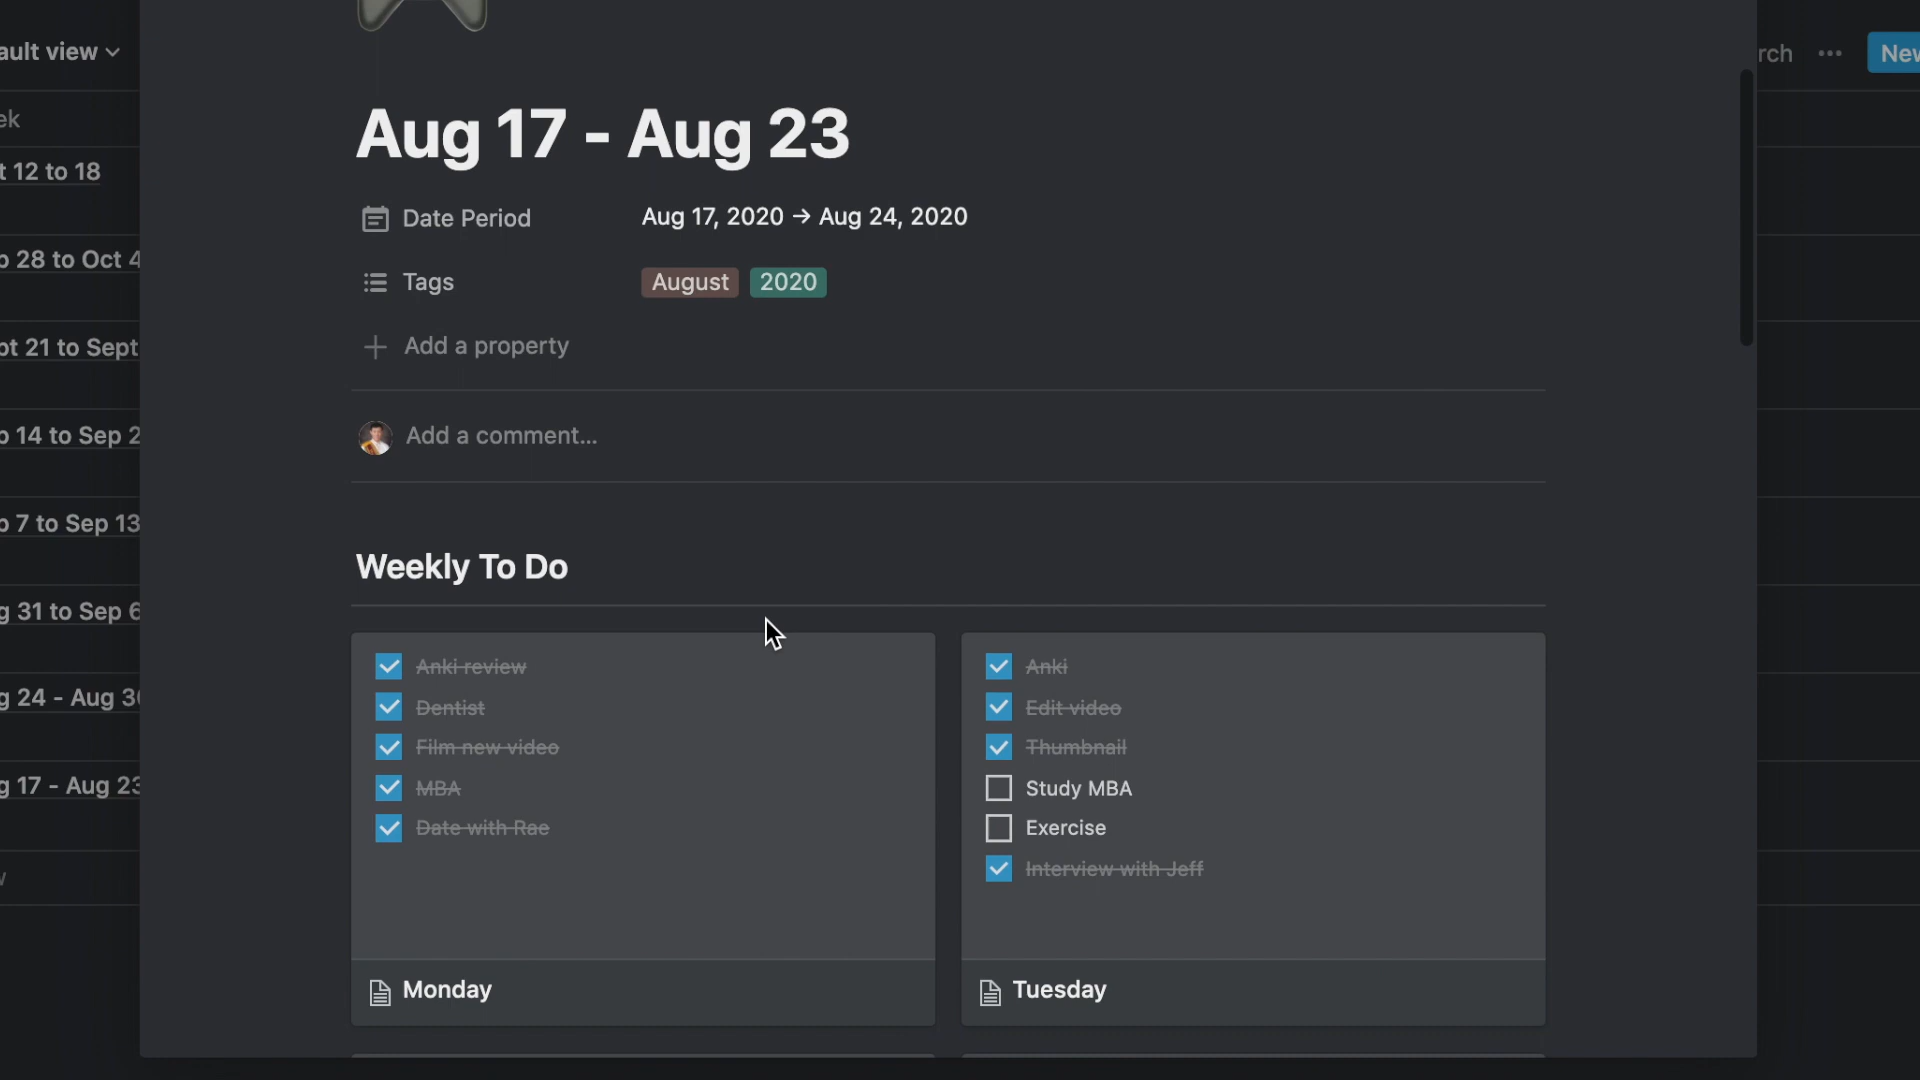 ault view
rch
New
ek
t 12 to 18
p 28 to Oct 4
pt 21 to Sept
p 14 to Sep 2
p 7 to Sep 13
g 31 to Sep 6
g 24 - Aug 30
g 17 - Aug 23
w
Aug 17 - Aug 23
Date Period Aug 17, 2020 → Aug 24, 2020
Tags August 2020
Add a property
Add a comment...
Weekly To Do
Anki review
Dentist
Film new video
MBA
Date with Rae
Monday
Anki
Edit video
Thumbnail
Study MBA
Exercise
Interview with Jeff
Tuesday